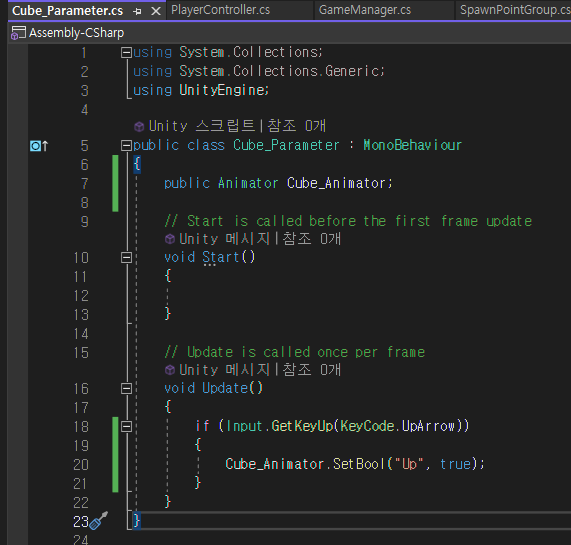 Cube_Parameter.cs
PlayerController.cs
GameManager.cs
SpawnPointGroup.cs
Assembly-CSharp
1 using System.Collections;
2 using System.Collections.Generic;
3 using UnityEngine;
4
Unity 스크립트|참조 0개
5 public class Cube_Parameter : MonoBehaviour
6 {
7 public Animator Cube_Animator;
8
9 // Start is called before the first frame update
Unity 메시지|참조 0개
10 void Start()
11 {
12
13 }
14
15 // Update is called once per frame
Unity 메시지|참조 0개
16 void Update()
17 {
18 if (Input.GetKeyUp(KeyCode.UpArrow))
19 {
20 Cube_Animator.SetBool("Up", true);
21 }
22 }
23 }
24